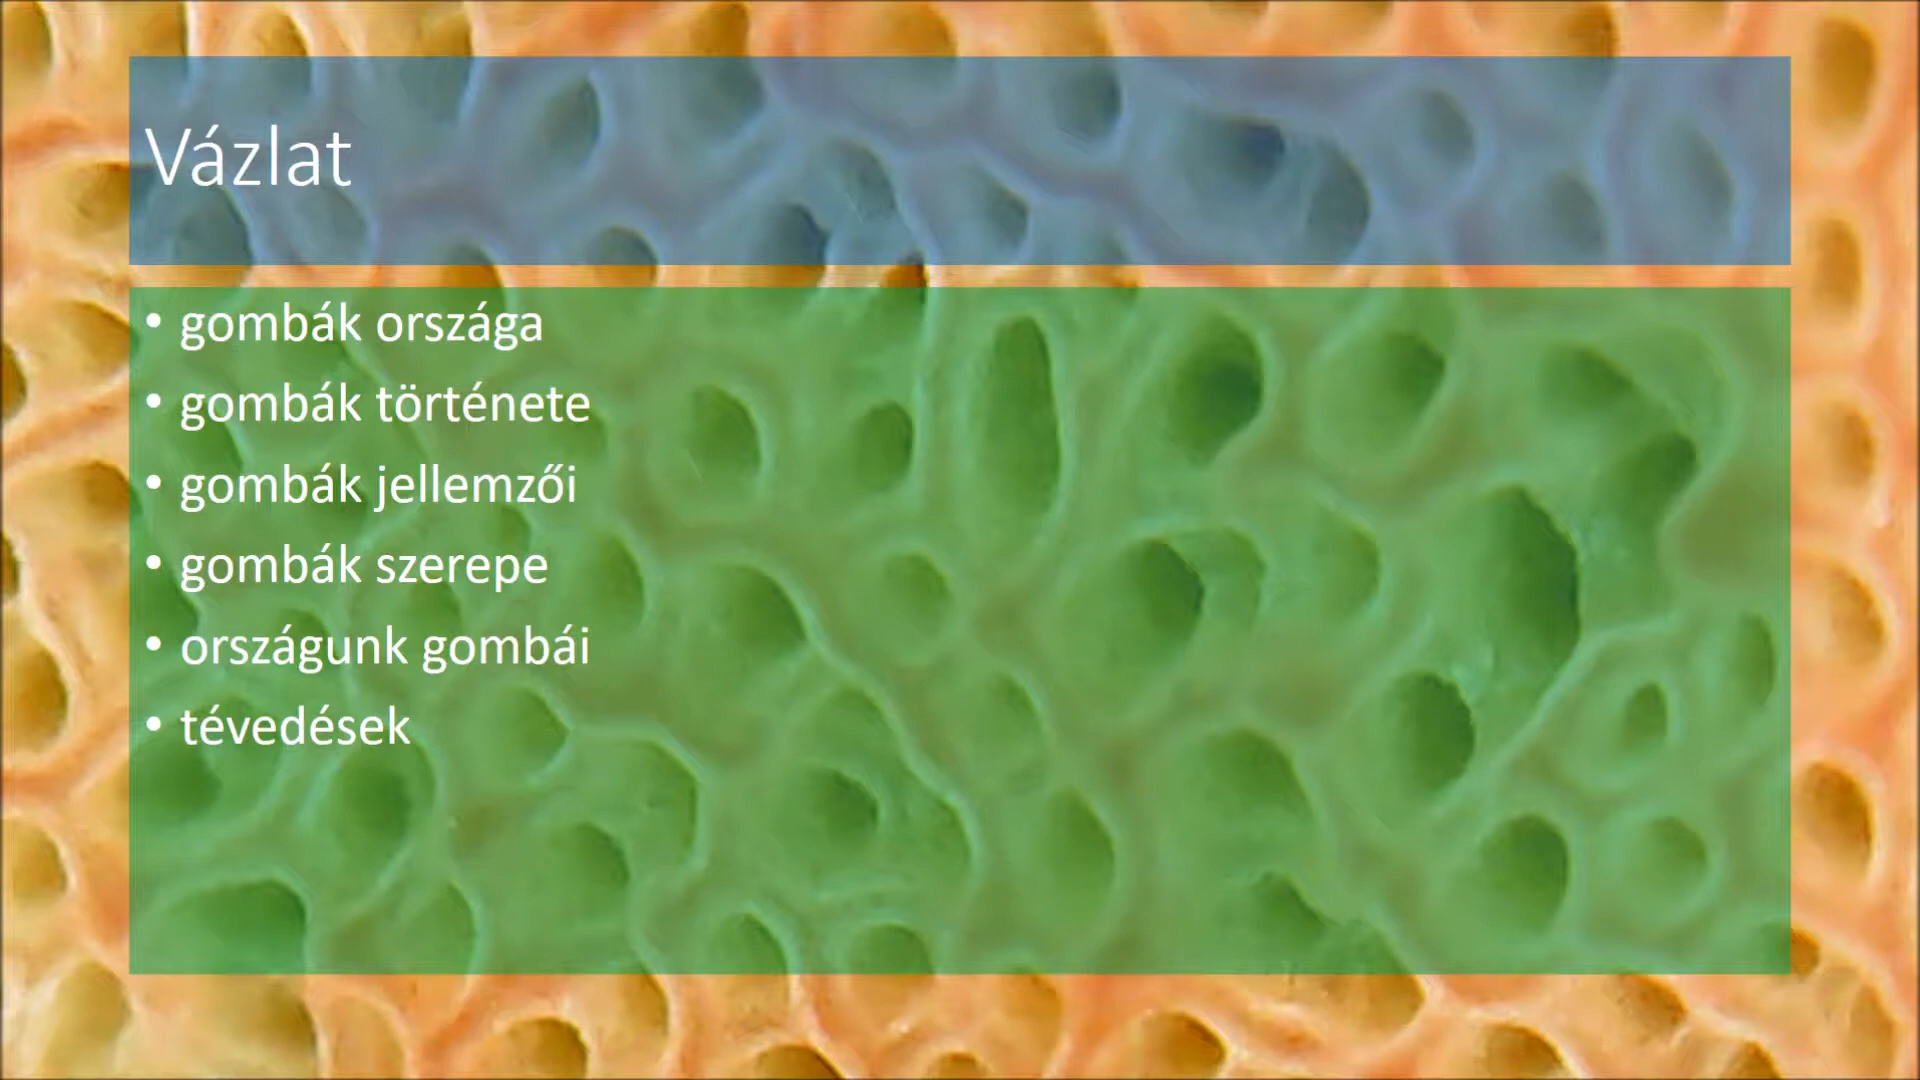 Vázlat
• gombák országa
• gombák története
• gombák jellemzői
• gombák szerepe
• országunk gombái
• tévedések